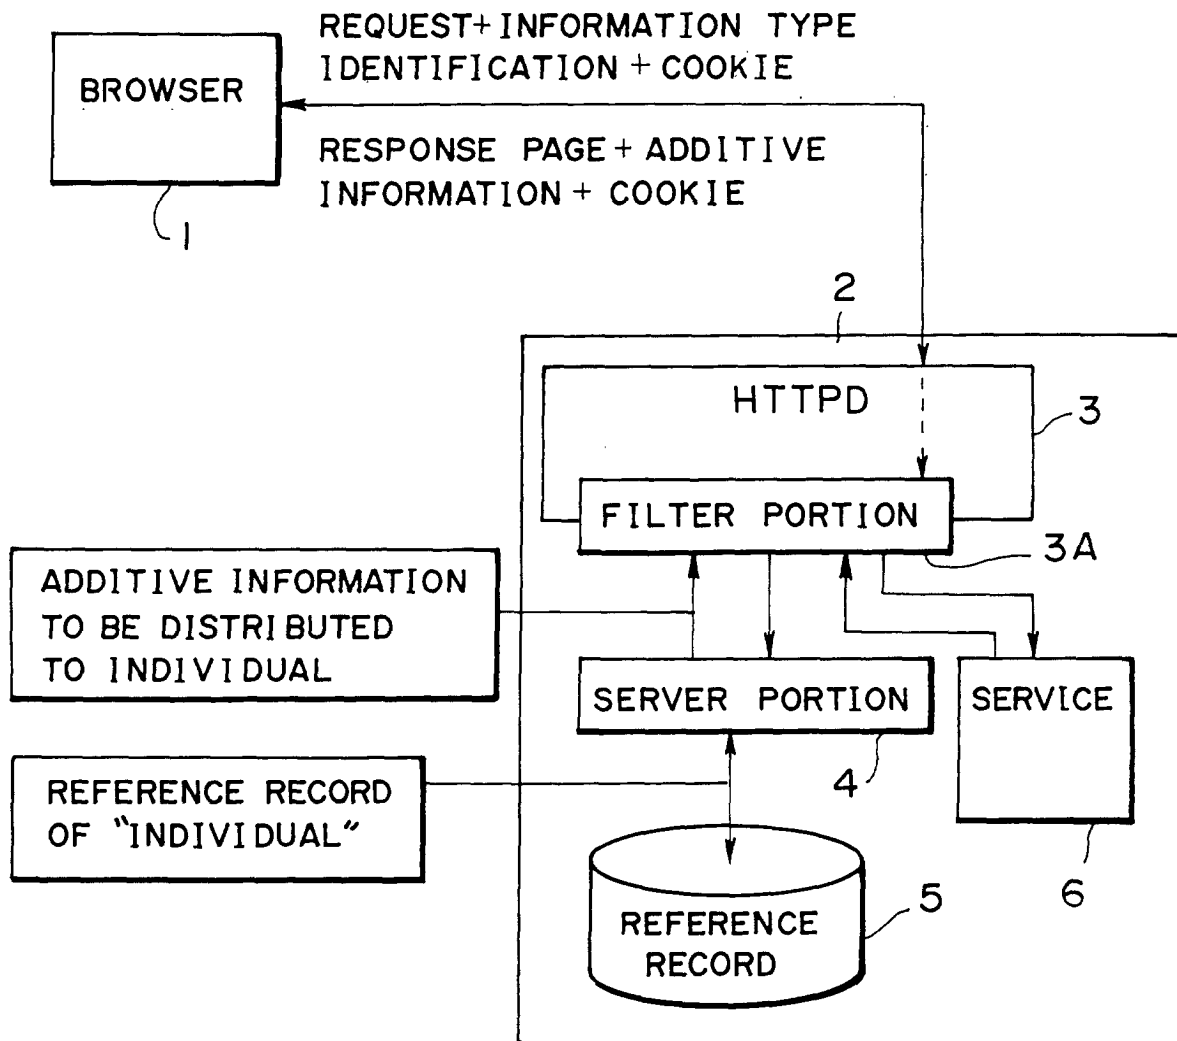 REQUEST+INFORMATION TYPE
IDENTIFICATION + COOKIE
BROWSER
RESPONSE PAGE + ADDITIVE
INFORMATION + COOKIE
1
2
HTTPD
3
FILTER PORTION
3A
ADDITIVE INFORMATION
TO BE DISTRIBUTED
TO INDIVIDUAL
SERVER PORTION
SERVICE
4
REFERENCE RECORD
OF "INDIVIDUAL"
6
5
REFERENCE
RECORD